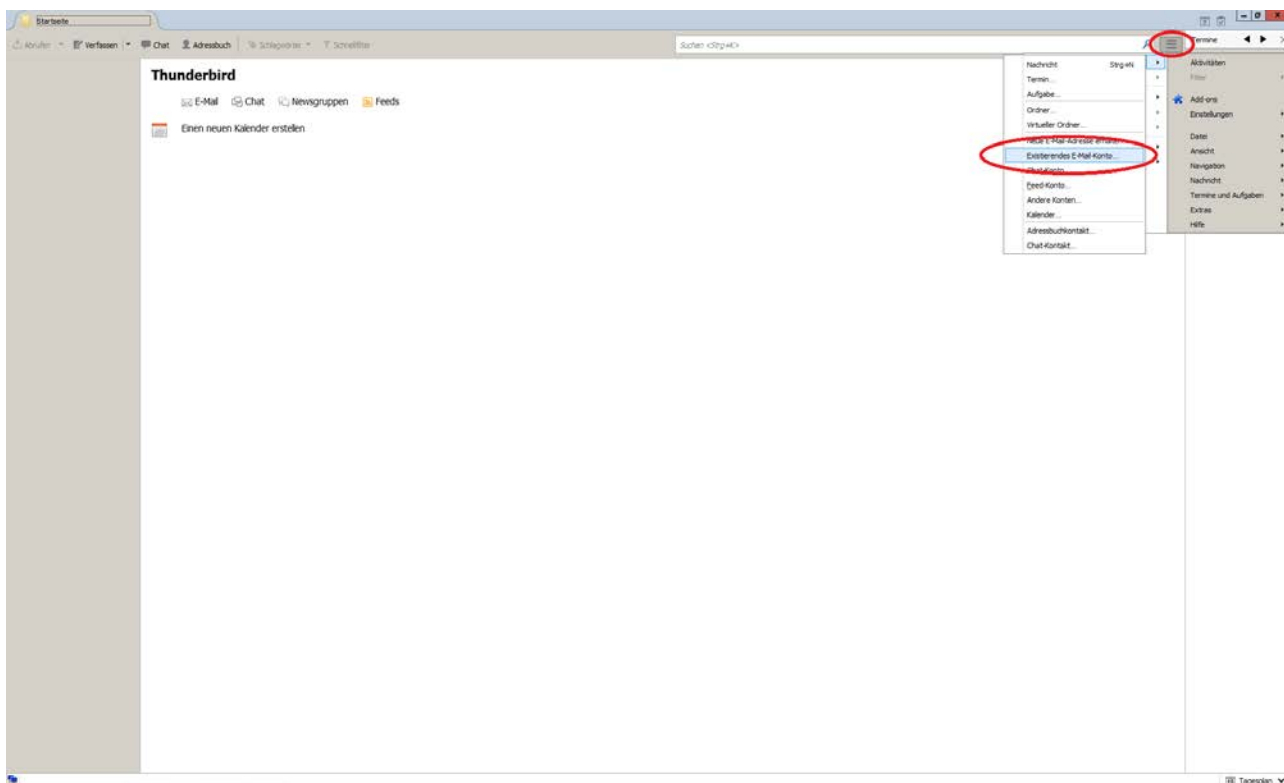 Startseite
Abrufen Verfassen Chat Adressbuch Schlagwörter Schnellfilter
Suchen <Strg+K>
Termine
Thunderbird
E-Mail Chat Newsgruppen Feeds
Einen neuen Kalender erstellen
Nachricht Strg+N
Termin...
Aufgabe...
Ordner...
Virtueller Ordner...
Neue E-Mail-Adresse erhalten...
Existierendes E-Mail-Konto...
Chat-Konto...
Feed-Konto...
Andere Konten...
Kalender...
Adressbuchkontakt...
Chat-Kontakt...
Aktivitäten
Filter
Add-ons
Einstellungen
Datei
Ansicht
Navigation
Nachricht
Termine und Aufgaben
Extras
Hilfe
Tagesplan